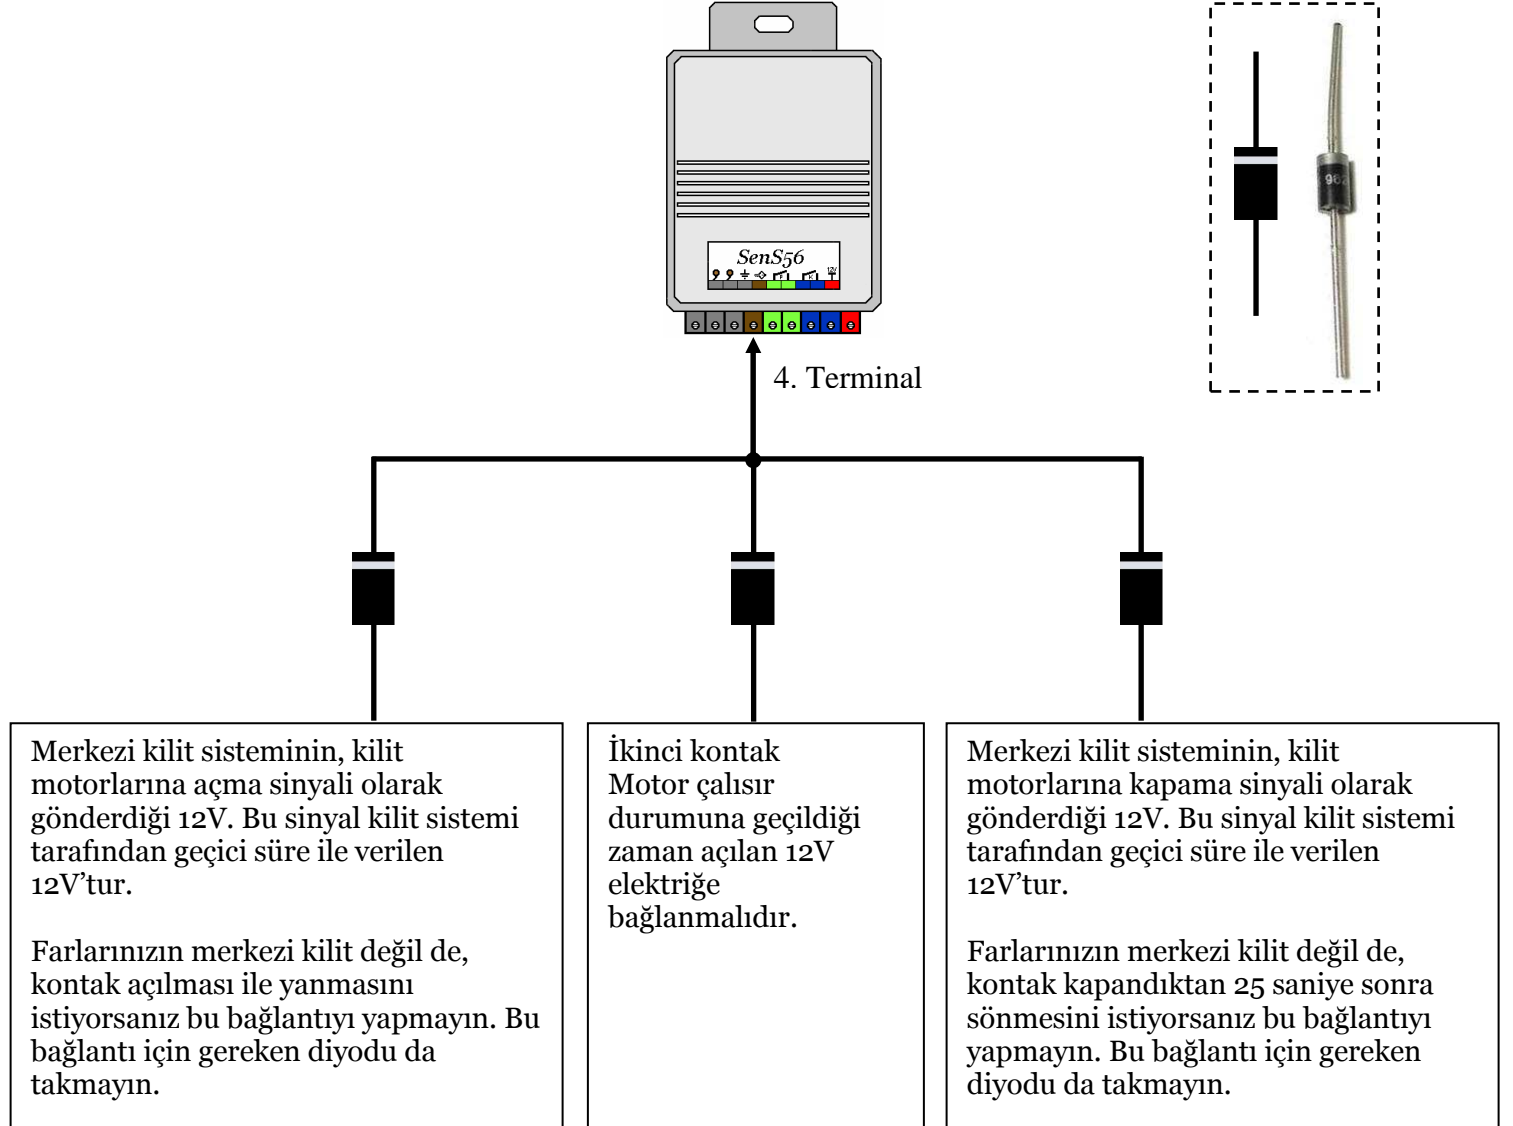 SenS56
12V
982
4. Terminal
Merkezi kilit sisteminin, kilit
motorlarına açma sinyali olarak
gönderdiği 12V. Bu sinyal kilit sistemi
tarafından geçici süre ile verilen
12V’tur.
Farlarınızın merkezi kilit değil de,
kontak açılması ile yanmasını
istiyorsanız bu bağlantıyı yapmayın. Bu
bağlantı için gereken diyodu da
takmayın.
İkinci kontak
Motor çalısır
durumuna geçildiği
zaman açılan 12V
elektriğe
bağlanmalıdır.
Merkezi kilit sisteminin, kilit
motorlarına kapama sinyali olarak
gönderdiği 12V. Bu sinyal kilit sistemi
tarafından geçici süre ile verilen
12V’tur.
Farlarınızın merkezi kilit değil de,
kontak kapandıktan 25 saniye sonra
sönmesini istiyorsanız bu bağlantıyı
yapmayın. Bu bağlantı için gereken
diyodu da takmayın.